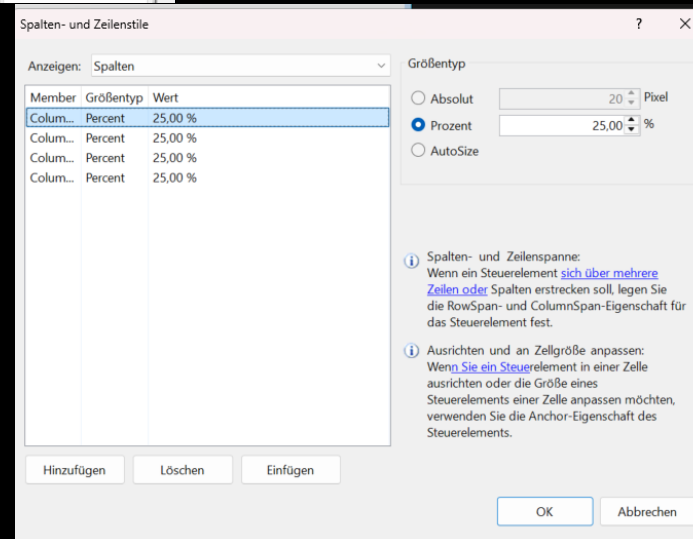 Spalten- und Zeilenstile
Anzeigen: Spalten
Member Größentyp Wert
Colum... Percent 25,00 %
Colum... Percent 25,00 %
Colum... Percent 25,00 %
Colum... Percent 25,00 %
Hinzufügen Löschen Einfügen
Größentyp
Absolut 20 Pixel
Prozent 25,00 %
AutoSize
Spalten- und Zeilenspanne:
Wenn ein Steuerelement sich über mehrere
Zeilen oder Spalten erstrecken soll, legen Sie
die RowSpan- und ColumnSpan-Eigenschaft für
das Steuerelement fest.
Ausrichten und an Zellgröße anpassen:
Wenn Sie ein Steuerelement in einer Zelle
ausrichten oder die Größe eines
Steuerelements einer Zelle anpassen möchten,
verwenden Sie die Anchor-Eigenschaft des
Steuerelements.
OK Abbrechen